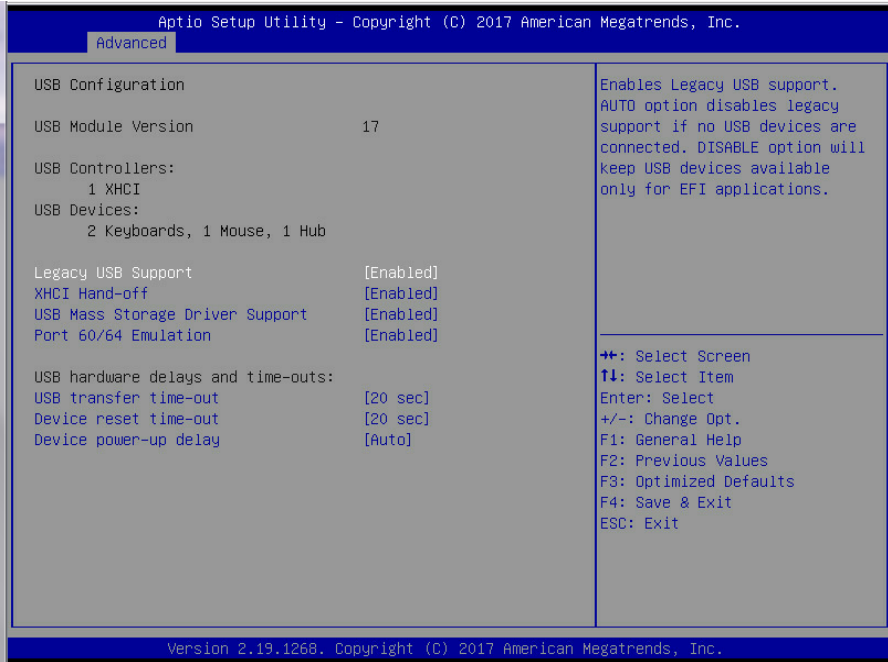 Aptio Setup Utility – Copyright (C) 2017 American Megatrends, Inc.
Advanced
USB Configuration
USB Module Version 17
USB Controllers:
1 XHCI
USB Devices:
2 Keyboards, 1 Mouse, 1 Hub
Legacy USB Support [Enabled]
XHCI Hand-off [Enabled]
USB Mass Storage Driver Support [Enabled]
Port 60/64 Emulation [Enabled]
USB hardware delays and time-outs:
USB transfer time-out [20 sec]
Device reset time-out [20 sec]
Device power-up delay [Auto]
Enables Legacy USB support.
AUTO option disables legacy
support if no USB devices are
connected. DISABLE option will
keep USB devices available
only for EFI applications.
→←: Select Screen
↑↓: Select Item
Enter: Select
+/-: Change Opt.
F1: General Help
F2: Previous Values
F3: Optimized Defaults
F4: Save & Exit
ESC: Exit
Version 2.19.1268. Copyright (C) 2017 American Megatrends, Inc.